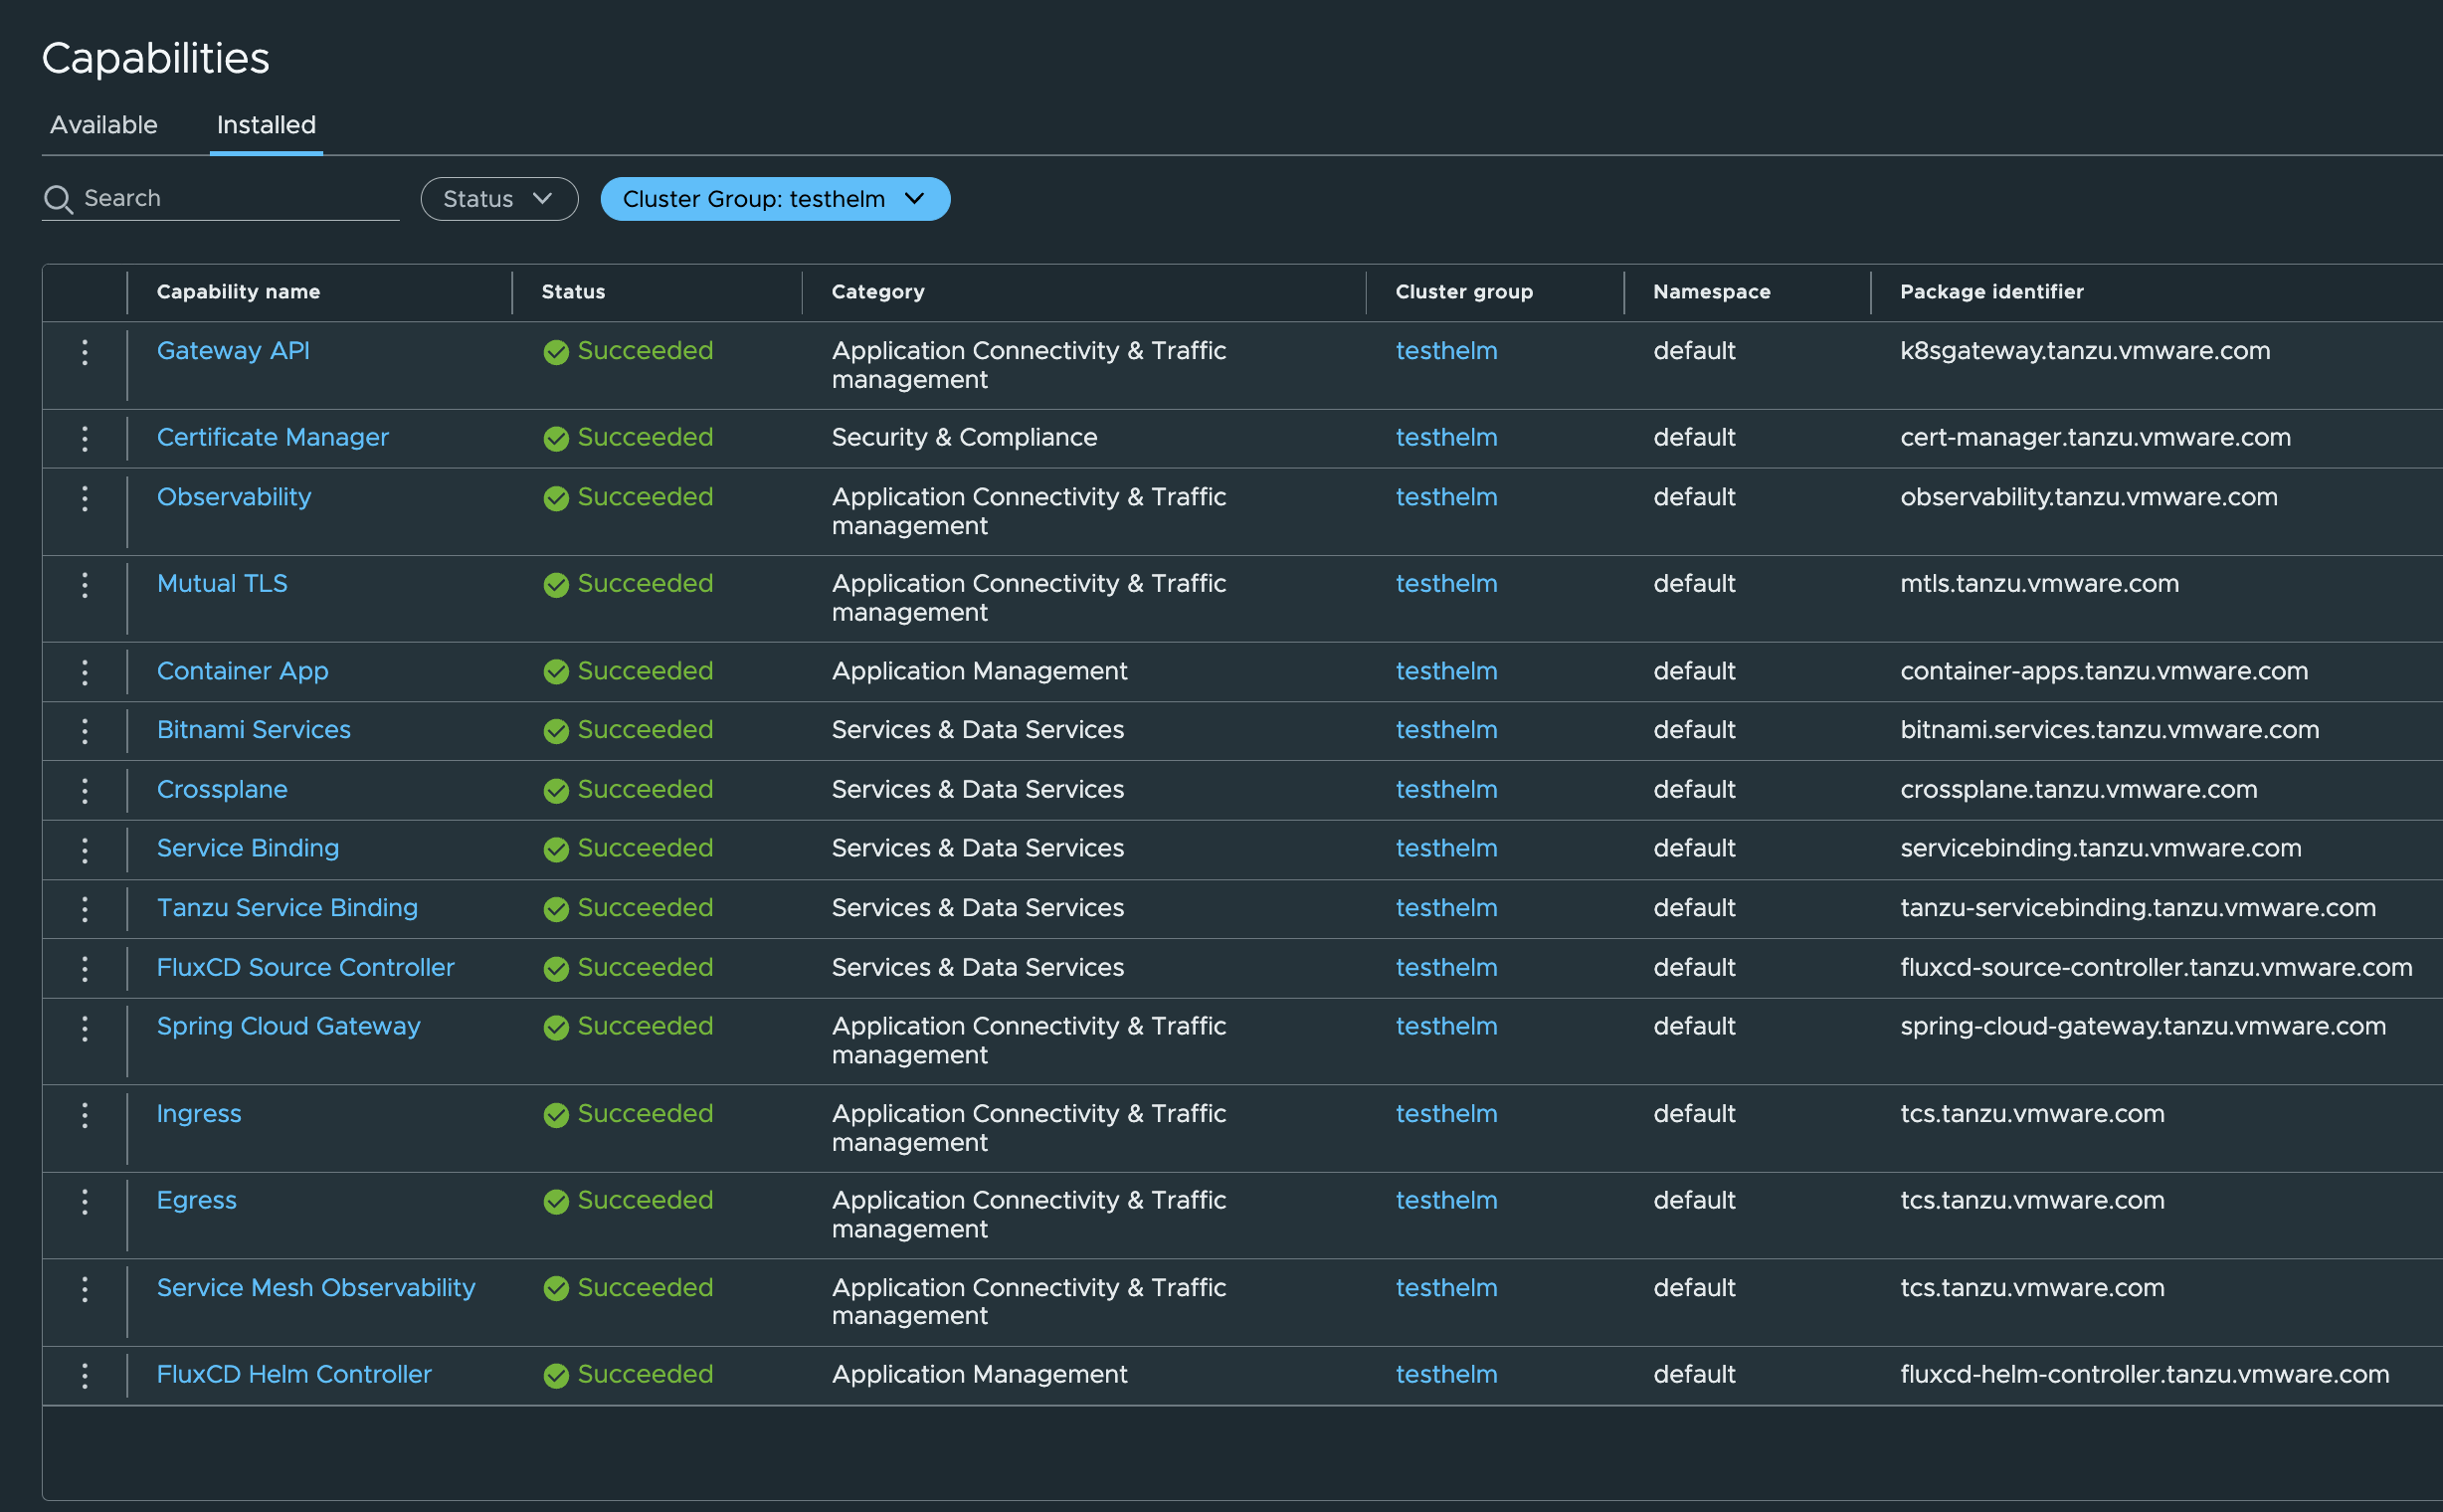 Capabilities
Available Installed
Search Status Cluster Group: testhelm
Capability name Status Category Cluster group Namespace Package identifier
Gateway API Succeeded Application Connectivity & Traffic testhelm default k8sgateway.tanzu.vmware.com
management
Certificate Manager Succeeded Security & Compliance testhelm default cert-manager.tanzu.vmware.com
Observability Succeeded Application Connectivity & Traffic testhelm default observability.tanzu.vmware.com
management
Mutual TLS Succeeded Application Connectivity & Traffic testhelm default mtls.tanzu.vmware.com
management
Container App Succeeded Application Management testhelm default container-apps.tanzu.vmware.com
Bitnami Services Succeeded Services & Data Services testhelm default bitnami.services.tanzu.vmware.com
Crossplane Succeeded Services & Data Services testhelm default crossplane.tanzu.vmware.com
Service Binding Succeeded Services & Data Services testhelm default servicebinding.tanzu.vmware.com
Tanzu Service Binding Succeeded Services & Data Services testhelm default tanzu-servicebinding.tanzu.vmware.com
FluxCD Source Controller Succeeded Services & Data Services testhelm default fluxcd-source-controller.tanzu.vmware.com
Spring Cloud Gateway Succeeded Application Connectivity & Traffic testhelm default spring-cloud-gateway.tanzu.vmware.com
management
Ingress Succeeded Application Connectivity & Traffic testhelm default tcs.tanzu.vmware.com
management
Egress Succeeded Application Connectivity & Traffic testhelm default tcs.tanzu.vmware.com
management
Service Mesh Observability Succeeded Application Connectivity & Traffic testhelm default tcs.tanzu.vmware.com
management
FluxCD Helm Controller Succeeded Application Management testhelm default fluxcd-helm-controller.tanzu.vmware.com